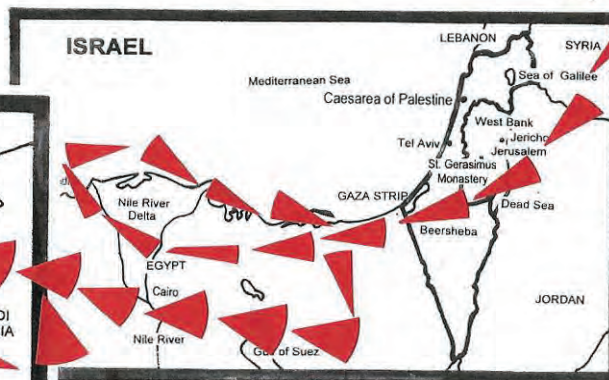 ISRAEL
LEBANON
SYRIA
Sea of Galilee
Mediterranean Sea
Caesarea of Palestine
West Bank
Tel Aviv
Jericho
Jerusalem
St. Gerasimus
Monastery
GAZA STRIP
Nile River
Delta
Dead Sea
Beersheba
EGYPT
Cairo
JORDAN
Nile River
Gulf of Suez